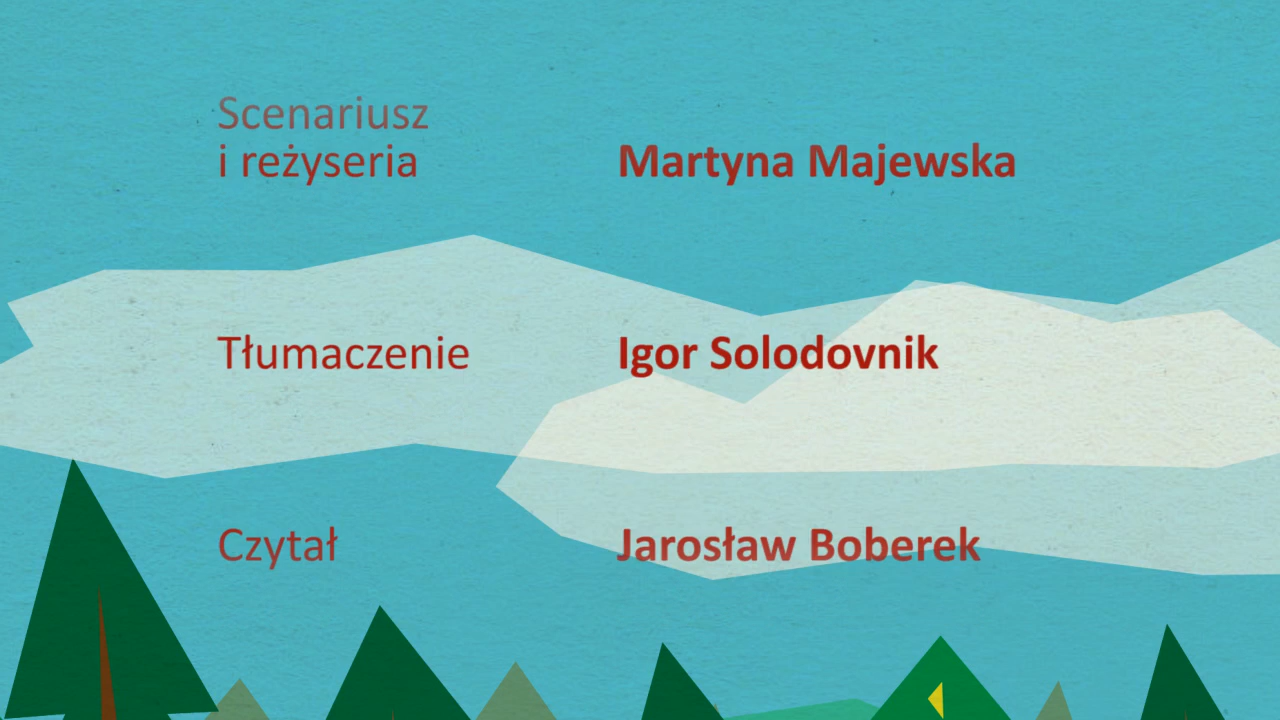 Scenariusz
i reżyseria Martyna Majewska
Tłumaczenie Igor Solodovnik
Czytał Jarosław Boberek